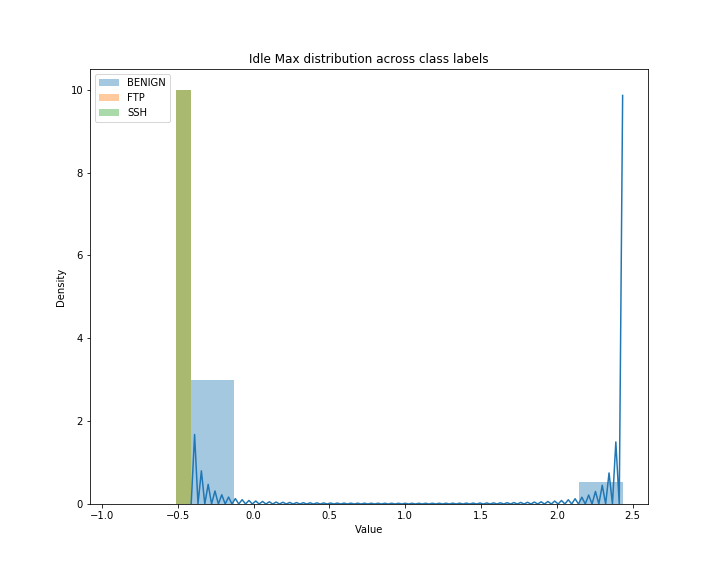 Idle Max distribution across class labels
BENIGN
FTP
SSH
10
8
6
4
2
0
Density
−1.0 −0.5 0.0 0.5 1.0 1.5 2.0 2.5
Value